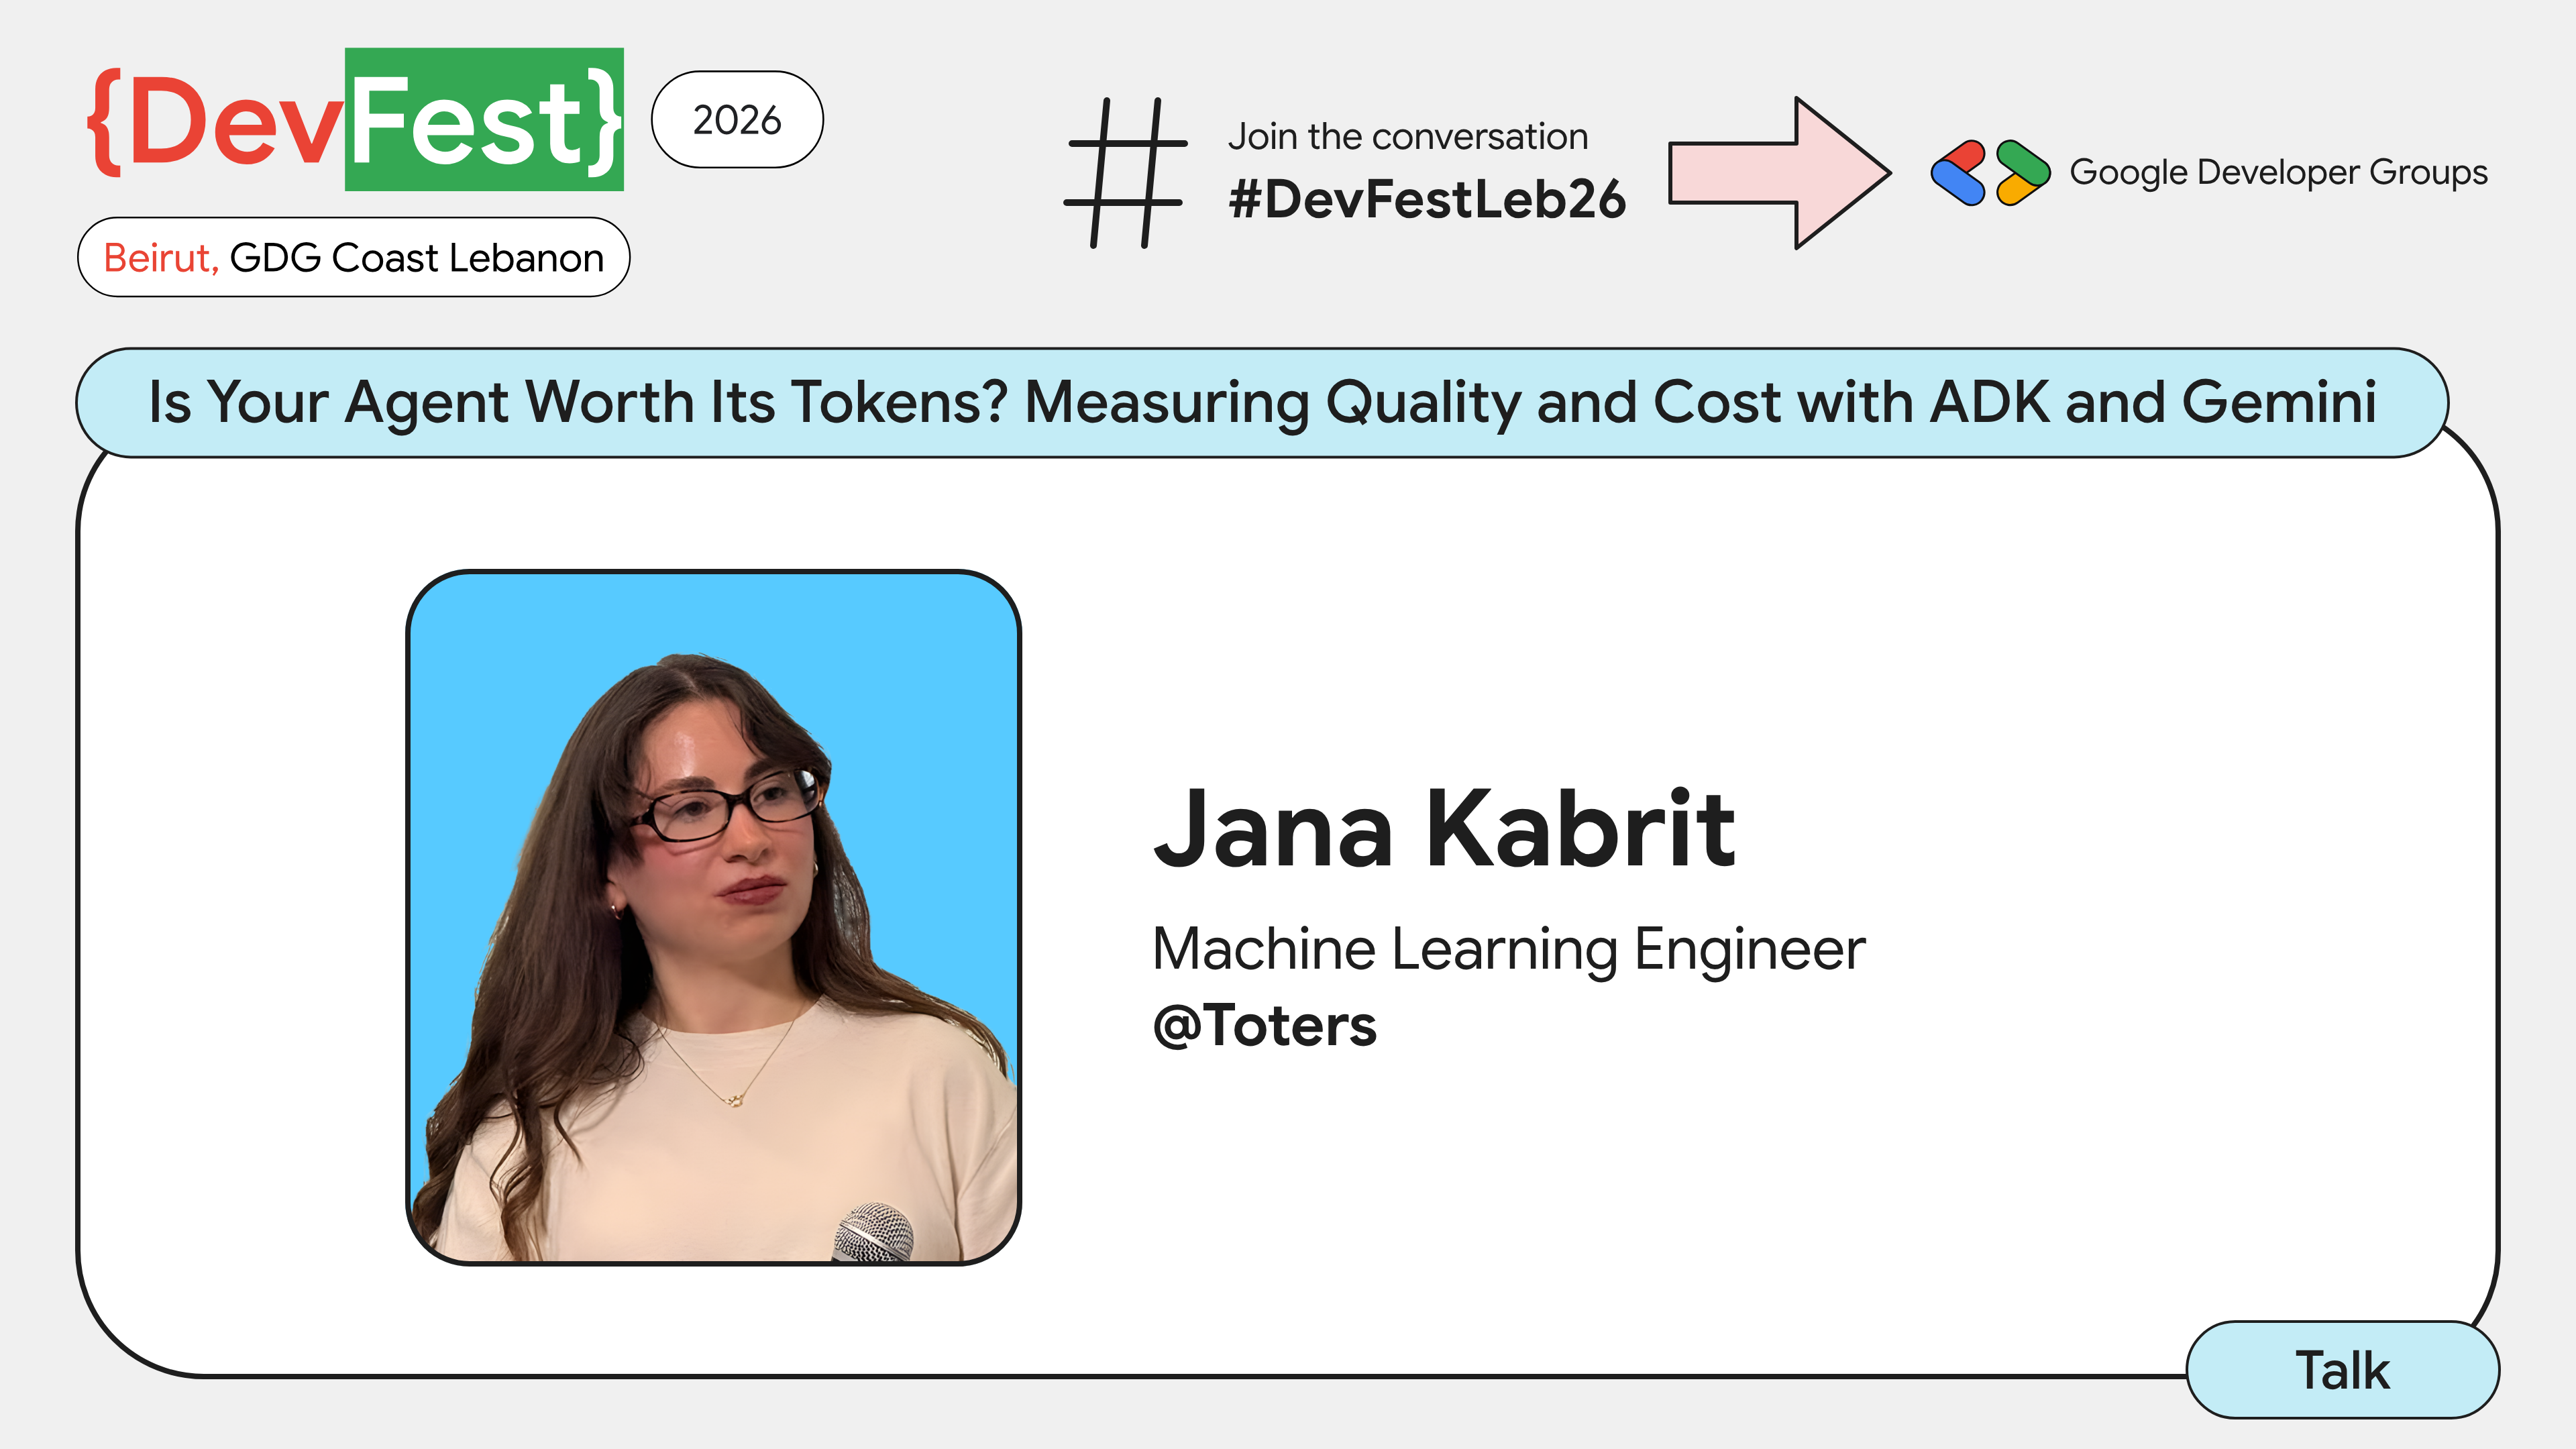 {DevFest}
2026
Beirut, GDG Coast Lebanon
Join the conversation
#DevFestLeb26
Google Developer Groups
Is Your Agent Worth Its Tokens? Measuring Quality and Cost with ADK and Gemini
Jana Kabrit
Machine Learning Engineer
@Toters
Talk